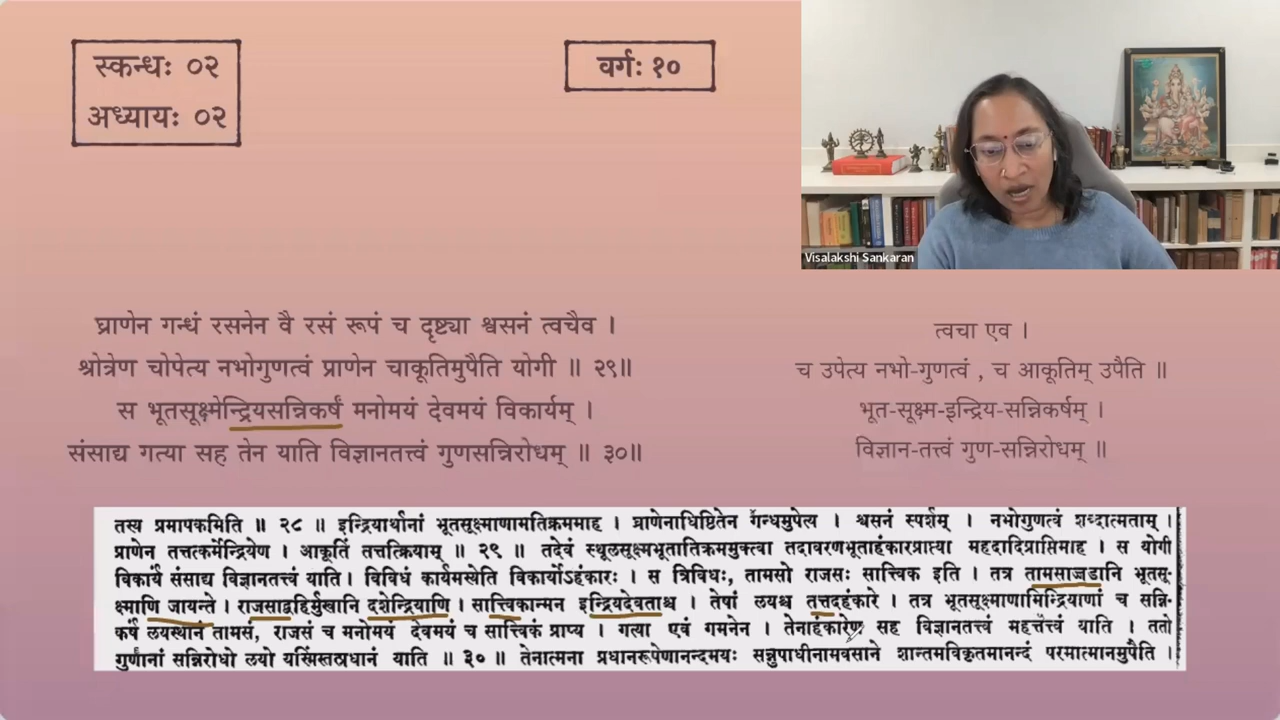 स्कन्धः ०२
अध्यायः ०२
वर्गः १०
Visalakshi Sankaran
घ्राणेन गन्धं रसनेन वै रसं रूपं च दृष्ट्या श्वसनं त्वचैव ।
श्रोत्रेण चोपेत्य नभोगुणत्वं प्राणेन चाकूतिमुपैति योगी ॥ २९॥
स भूतसूक्ष्मेन्द्रियसन्निकर्षं मनोमयं देवमयं विकार्यम् ।
संसाद्य गत्या सह तेन याति विज्ञानतत्त्वं गुणसन्निरोधम् ॥ ३०॥
त्वचा एव ।
च उपेत्य नभो-गुणत्वं , च आकूतिम् उपैति ॥
भूत-सूक्ष्म-इन्द्रिय-सन्निकर्षम् ।
विज्ञान-तत्त्वं गुण-सन्निरोधम् ॥
तस्य प्रमापकमिति ॥ २८ ॥ इन्द्रियार्थानां भूतसूक्ष्माणामतिक्रममाह । घ्राणेनाधिष्टितेन गन्धमुपेत्य । श्वसनं स्पर्शम् । नभोगुणत्वं शब्दात्मताम् ।
प्राणेन तत्तत्कर्मेन्द्रियेण । आकूतिं तत्तत्क्रियाम् ॥ २९ ॥ तदेवं स्थूलसूक्ष्मभूतातिक्रममुक्त्वा तदावरणभूताहंकारप्राप्त्या महदादिप्राप्तिमाह । स योगी
विकार्यं संसाद्य विज्ञानतत्त्वं याति । विविधं कार्यमस्येति विकार्योऽहंकारः । स त्रिविधः, तामसो राजसः सात्त्विक इति । तत्र तामसाज्जडानि भूतसू-
क्ष्माणि जायन्ते । राजसाद्बहिर्मुखानि दशेन्द्रियाणि । सात्त्विकान्मन इन्द्रियदेवताश्च । तेषां लयश्च तत्तदहंकारे । तत्र भूतसूक्ष्माणामिन्द्रियाणां च सन्नि-
कर्षं लयस्थानं तामसं, राजसं च मनोमयं देवमयं च सात्त्विकं प्राप्य । गत्या एवं गमनेन । तेनाहंकारेण सह विज्ञानतत्त्वं महत्तत्त्वं याति । ततो
गुणानां सन्निरोधो लयो यस्मिंस्तत्प्रधानं याति ॥ ३० ॥ तेनात्मना प्रधानरूपेणानन्दमयः सन्नुपाधीनामवसाने शान्तमविकृतमानन्दं परमात्मानमुपैति ।